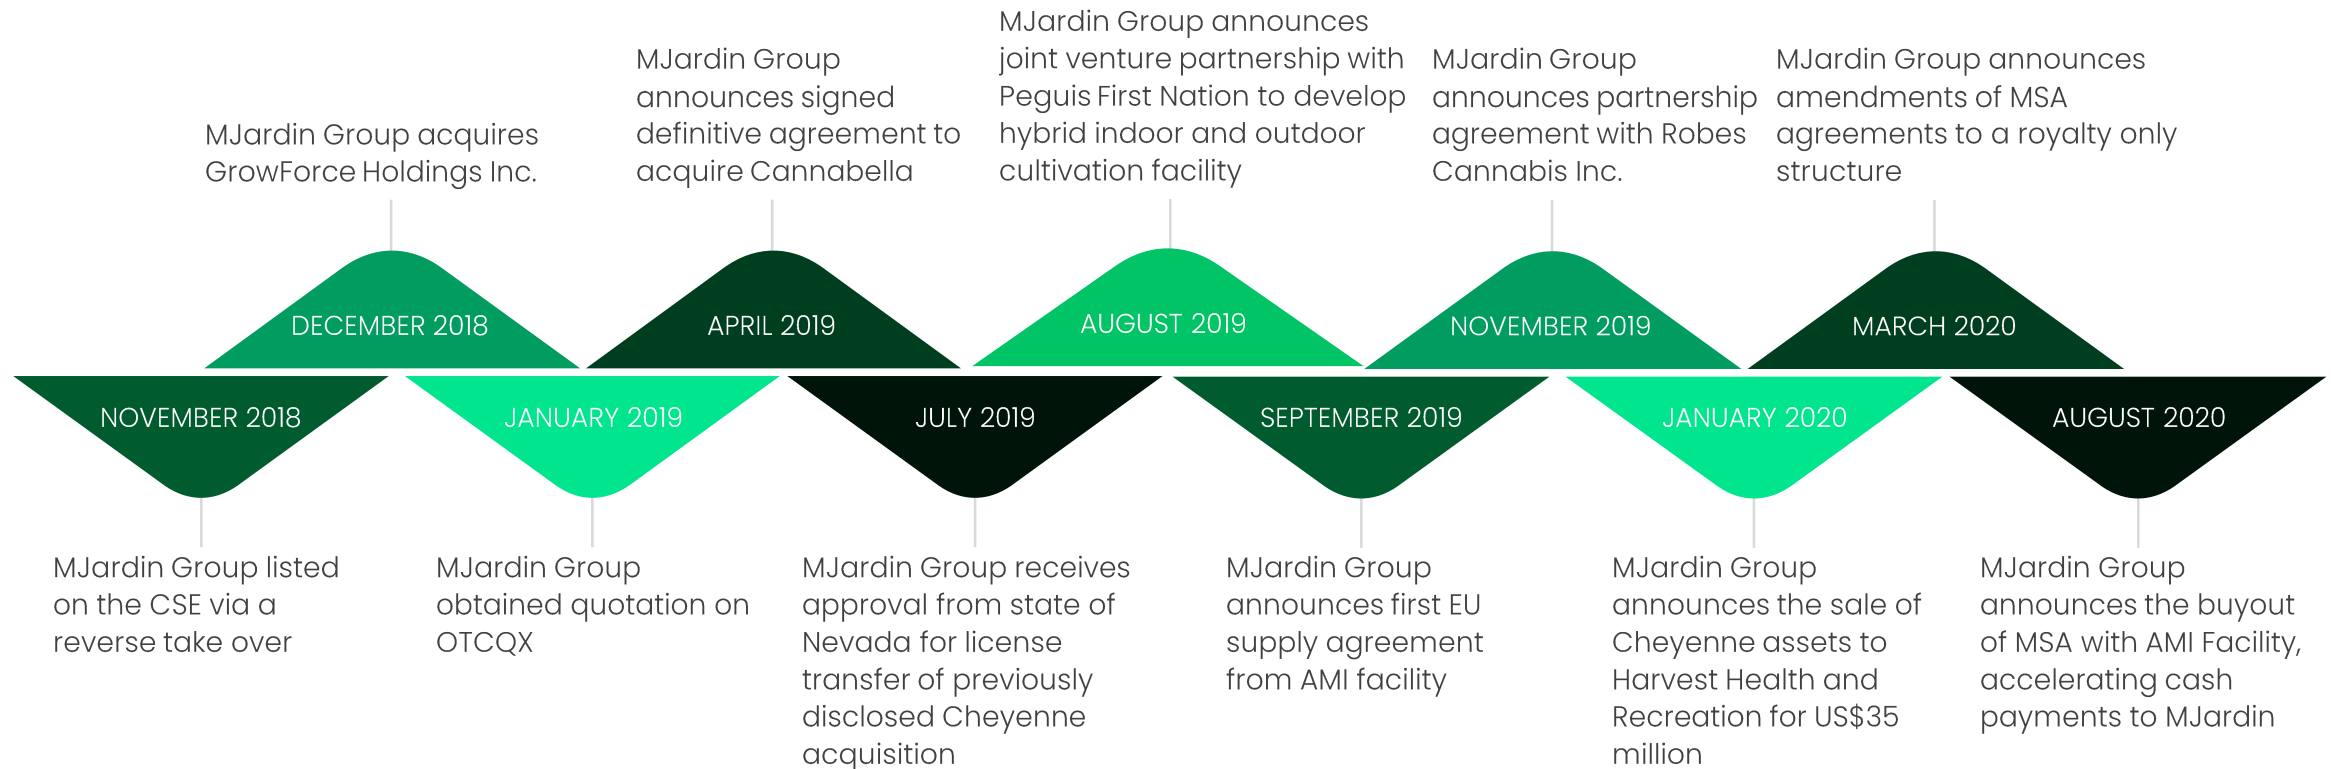 MJardin Group listed
on the CSE via a
reverse take over
NOVEMBER 2018
MJardin Group acquires
GrowForce Holdings Inc.
DECEMBER 2018
JANUARY 2019
MJardin Group
obtained quotation on
OTCQX
MJardin Group
announces signed
definitive agreement to
acquire Cannabella
APRIL 2019
JULY 2019
MJardin Group receives
approval from state of
Nevada for license
transfer of previously
disclosed Cheyenne
acquisition
MJardin Group announces
joint venture partnership with
Peguis First Nation to develop
hybrid indoor and outdoor
cultivation facility
AUGUST 2019
SEPTEMBER 2019
MJardin Group
announces first EU
supply agreement
from AMI facility
MJardin Group
announces partnership
agreement with Robes
Cannabis Inc.
NOVEMBER 2019
JANUARY 2020
MJardin Group
announces the sale of
Cheyenne assets to
Harvest Health and
Recreation for US$35
million
MJardin Group announces
amendments of MSA
agreements to a royalty only
structure
MARCH 2020
AUGUST 2020
MJardin Group
announces the buyout
of MSA with AMI Facility,
accelerating cash
payments to MJardin